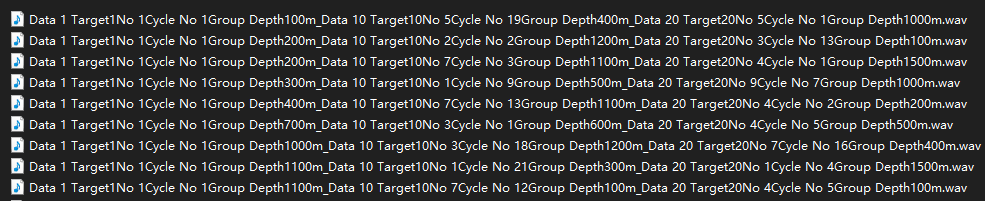 Data 1 Target1No 1Cycle No 1Group Depth100m_Data 10 Target10No 5Cycle No 19Group Depth400m_Data 20 Target20No 5Cycle No 1Group Depth1000m.wav
Data 1 Target1No 1Cycle No 1Group Depth200m_Data 10 Target10No 2Cycle No 2Group Depth1200m_Data 20 Target20No 3Cycle No 13Group Depth100m.wav
Data 1 Target1No 1Cycle No 1Group Depth200m_Data 10 Target10No 7Cycle No 3Group Depth1100m_Data 20 Target20No 4Cycle No 1Group Depth1500m.wav
Data 1 Target1No 1Cycle No 1Group Depth300m_Data 10 Target10No 1Cycle No 9Group Depth500m_Data 20 Target20No 9Cycle No 7Group Depth1000m.wav
Data 1 Target1No 1Cycle No 1Group Depth400m_Data 10 Target10No 7Cycle No 13Group Depth1100m_Data 20 Target20No 4Cycle No 2Group Depth200m.wav
Data 1 Target1No 1Cycle No 1Group Depth700m_Data 10 Target10No 3Cycle No 1Group Depth600m_Data 20 Target20No 4Cycle No 5Group Depth500m.wav
Data 1 Target1No 1Cycle No 1Group Depth1000m_Data 10 Target10No 3Cycle No 18Group Depth1200m_Data 20 Target20No 7Cycle No 16Group Depth400m.wav
Data 1 Target1No 1Cycle No 1Group Depth1100m_Data 10 Target10No 1Cycle No 21Group Depth300m_Data 20 Target20No 1Cycle No 4Group Depth1500m.wav
Data 1 Target1No 1Cycle No 1Group Depth1100m_Data 10 Target10No 7Cycle No 12Group Depth100m_Data 20 Target20No 4Cycle No 5Group Depth100m.wav